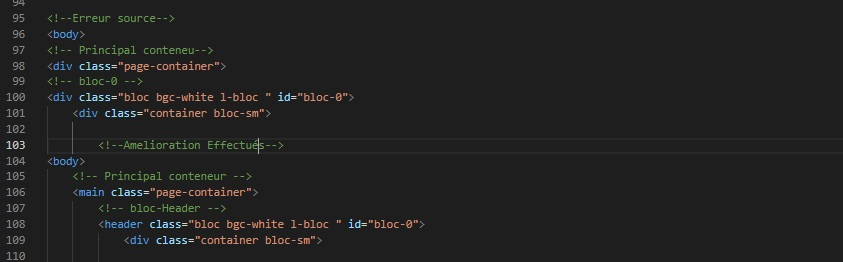 94
95 <!--Erreur source-->
96 <body>
97 <!-- Principal conteneu-->
98 <div class="page-container">
99 <!-- bloc-0 -->
100 <div class="bloc bgc-white l-bloc " id="bloc-0">
101 <div class="container bloc-sm">
102
103 <!--Amelioration Effectués-->
104 <body>
105 <!-- Principal conteneur -->
106 <main class="page-container">
107 <!-- bloc-Header -->
108 <header class="bloc bgc-white l-bloc " id="bloc-0">
109 <div class="container bloc-sm">
110